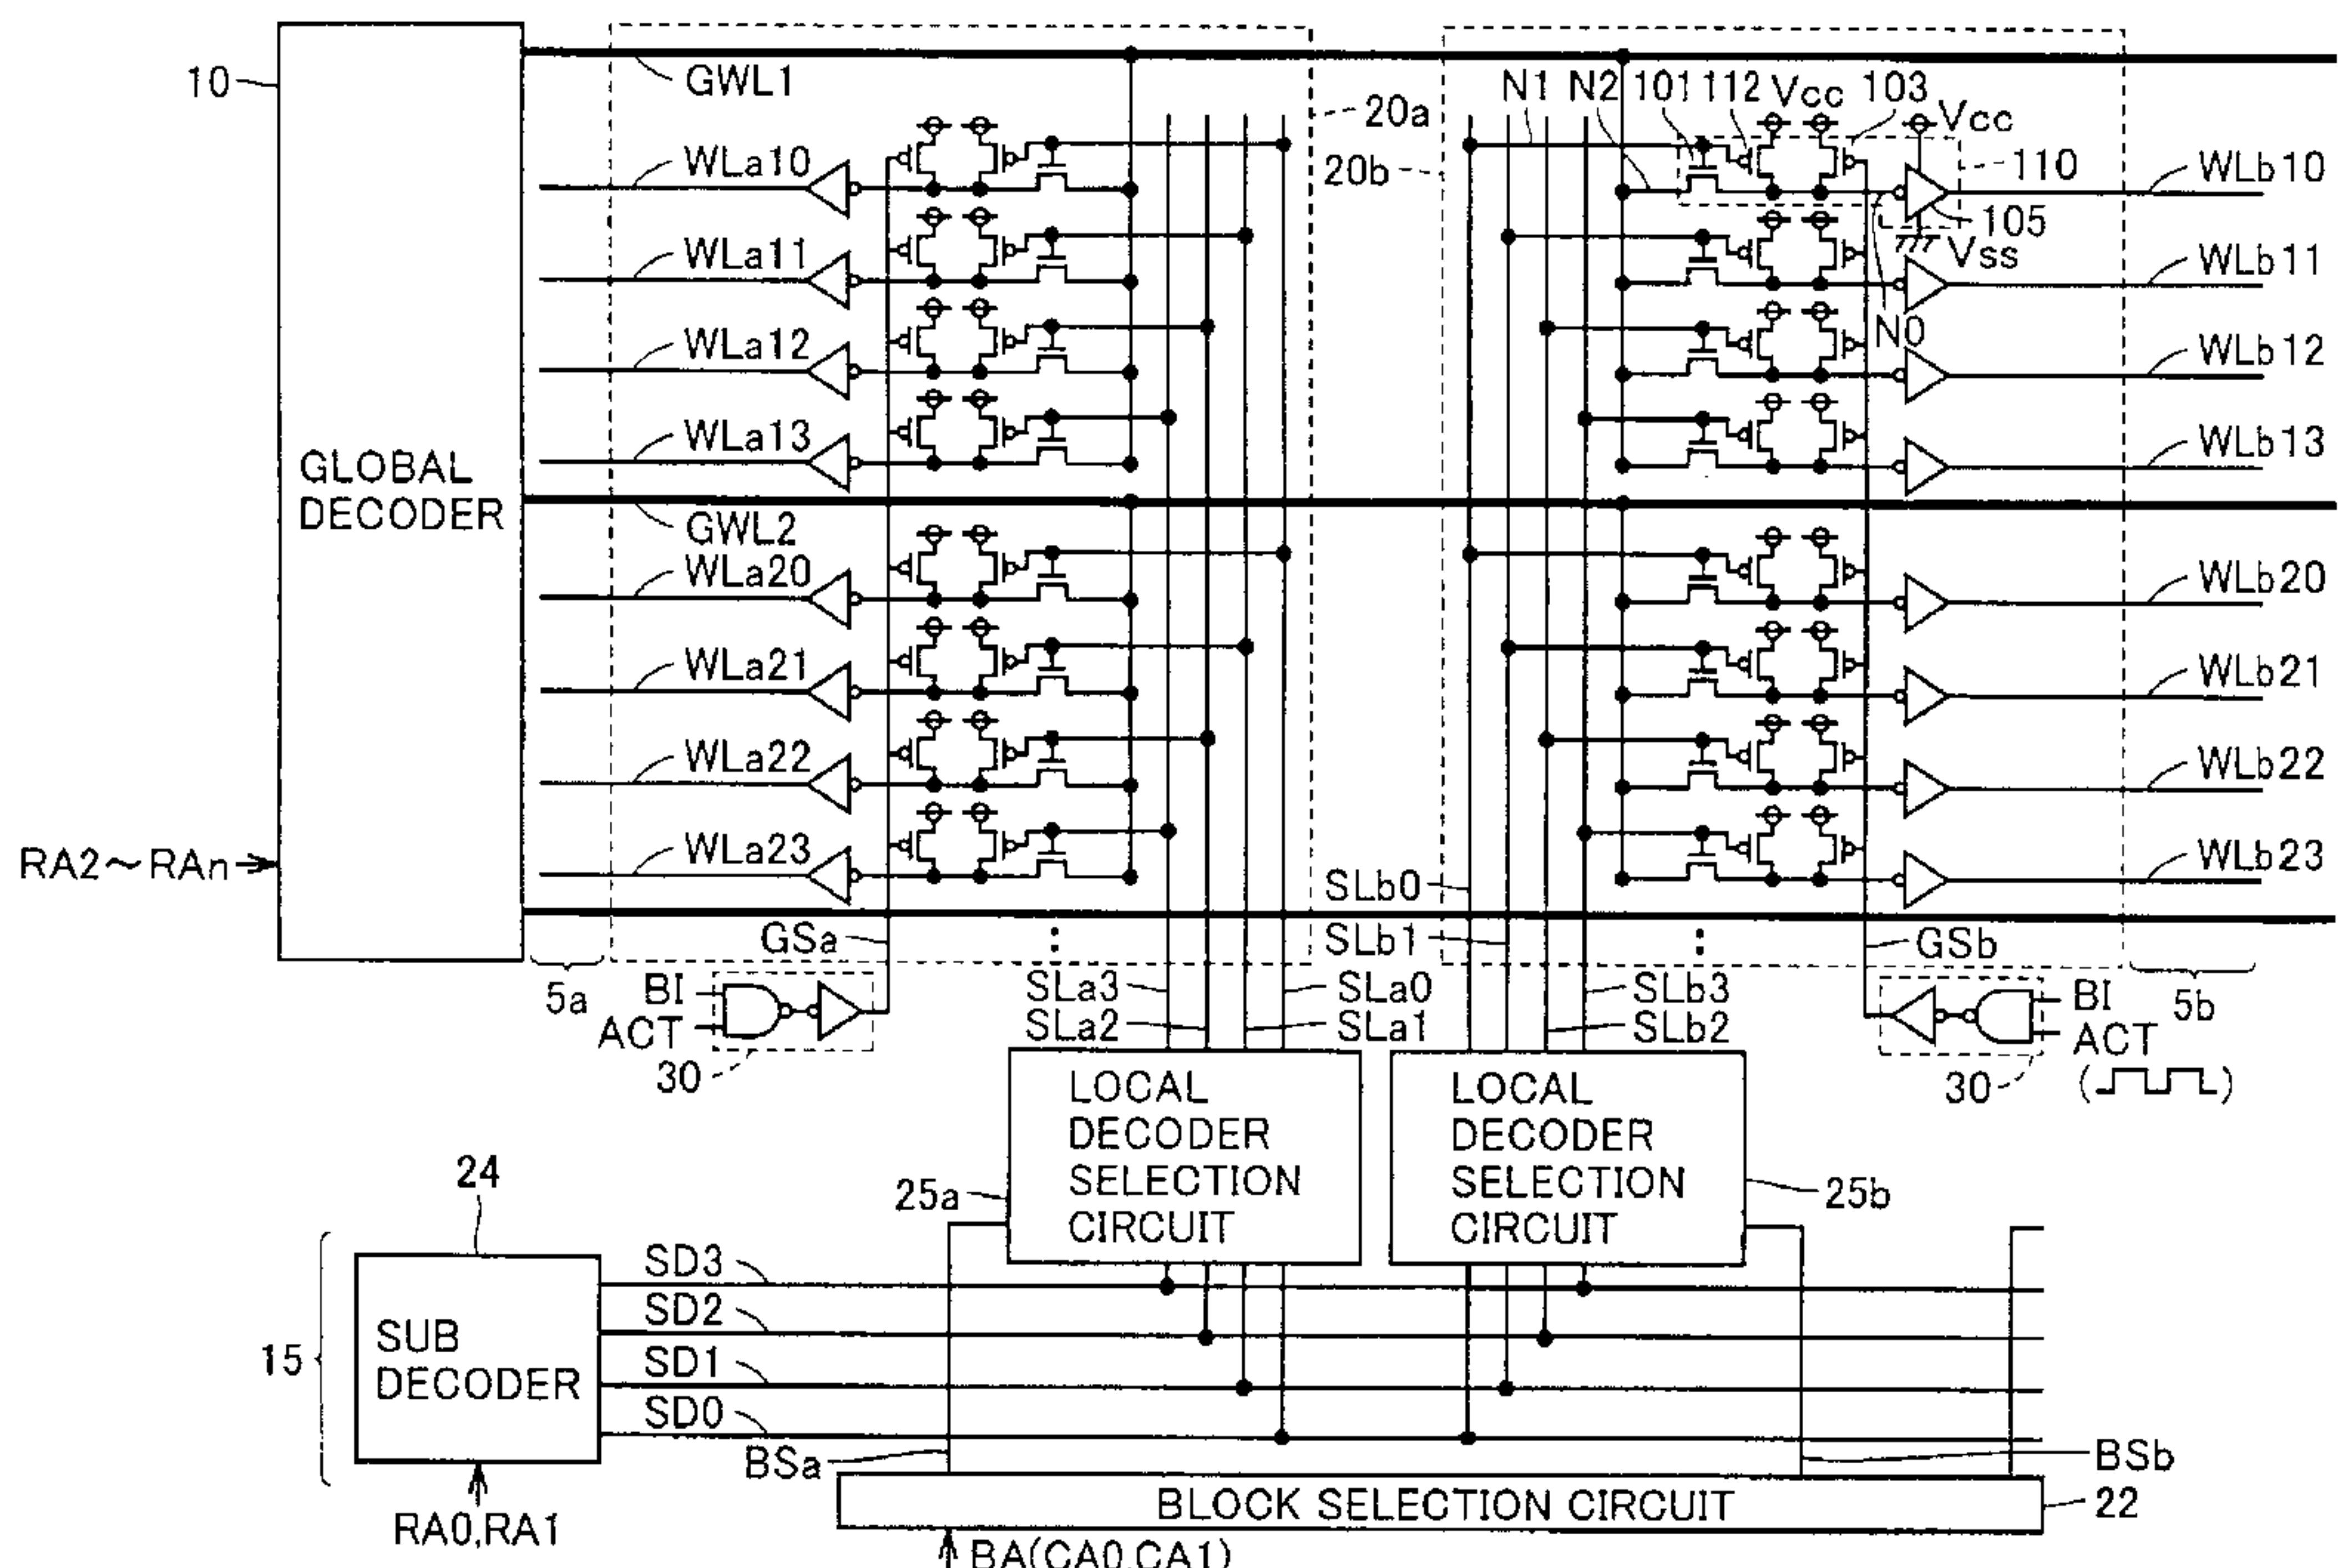 10
GWL1
20a
N1 N2 101 112 Vcc 103
Vcc
110
20b
WLa10
WLb10
105
Vss
WLa11
WLb11
N0
WLa12
WLb12
WLa13
WLb13
GLOBAL
DECODER
GWL2
WLa20
WLb20
WLa21
WLb21
WLa22
WLb22
WLa23
WLb23
RA2~RAn
SLb0
GSa
SLb1
GSb
5a
BI
ACT
30
SLa3
SLa2
SLa0
SLa1
SLb3
SLb2
BI
ACT
30
5b
( )
LOCAL
DECODER
SELECTION
CIRCUIT
LOCAL
DECODER
SELECTION
CIRCUIT
25a
25b
24
15
SUB
DECODER
SD3
SD2
SD1
SD0
BSa
BSb
RA0,RA1
BLOCK SELECTION CIRCUIT
22
BA(CA0,CA1)